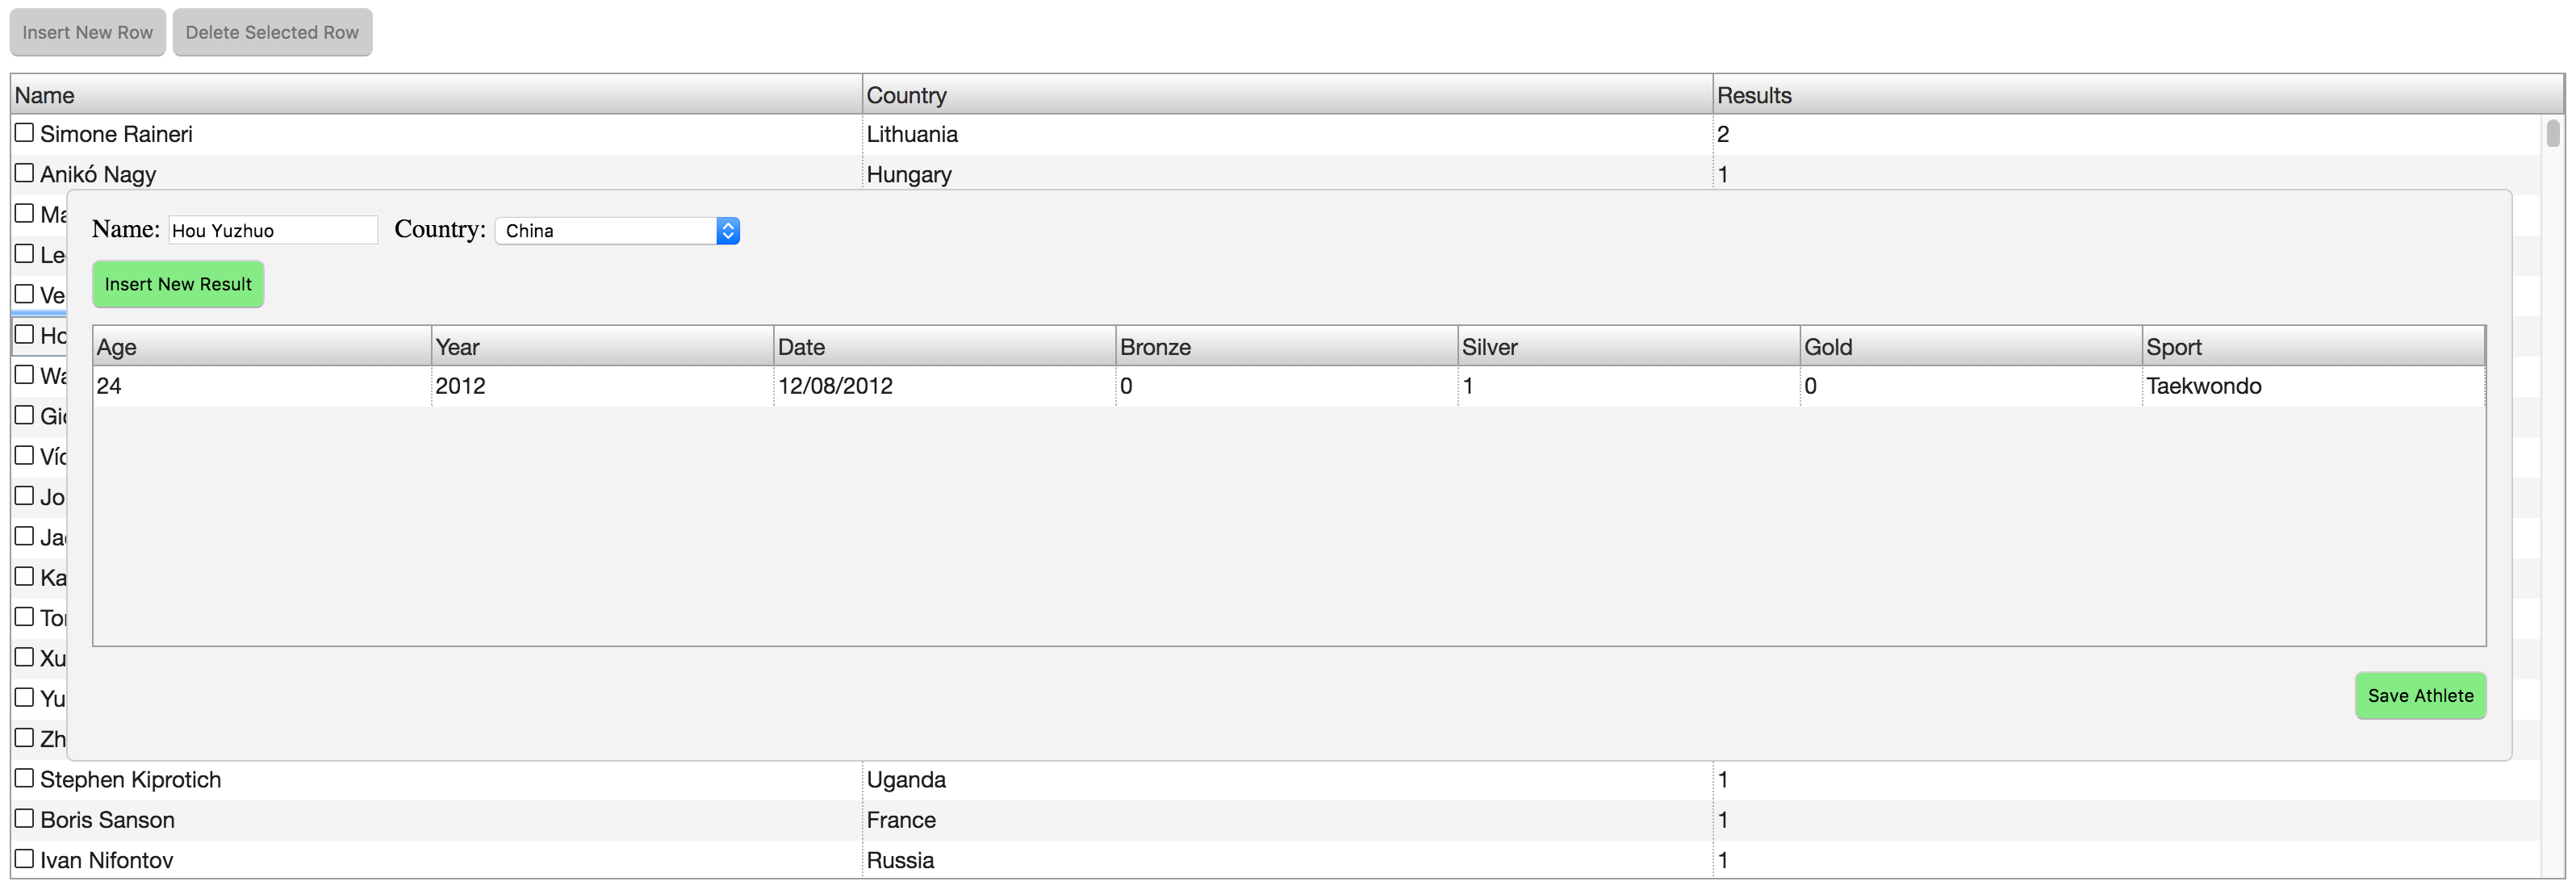 Insert New Row Delete Selected Row
Name Country Results
Simone Raineri Lithuania 2
Anikó Nagy Hungary 1
Ma
Name: Hou Yuzhuo Country: China
Le
Insert New Result
Ve
Ho
Age Year Date Bronze Silver Gold Sport
Wa
24 2012 12/08/2012 0 1 0 Taekwondo
Gio
Víc
Jo
Ja
Ka
To
Xu
Yu
Save Athlete
Zh
Stephen Kiprotich Uganda 1
Boris Sanson France 1
Ivan Nifontov Russia 1